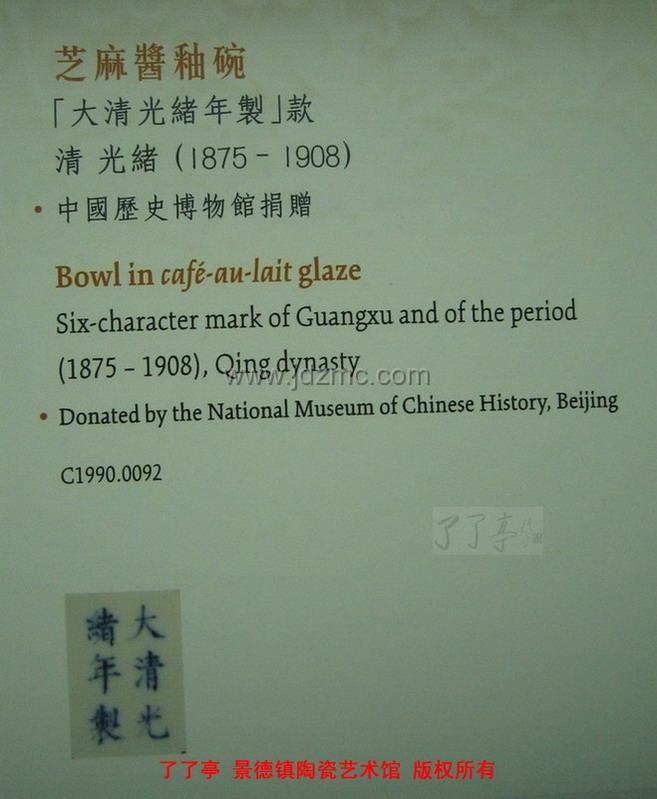 芝麻醬釉碗
「大清光緒年製」款
清 光緒 (1875 – 1908)
• 中國歷史博物館捐贈
Bowl in café-au-lait glaze
Six-character mark of Guangxu and of the period
(1875 – 1908), Qing dynasty
www.jdzmc.com
• Donated by the National Museum of Chinese History, Beijing
C1990.0092
了了亭
大清光
緒年製
了了亭 景德镇陶瓷艺术馆 版权所有